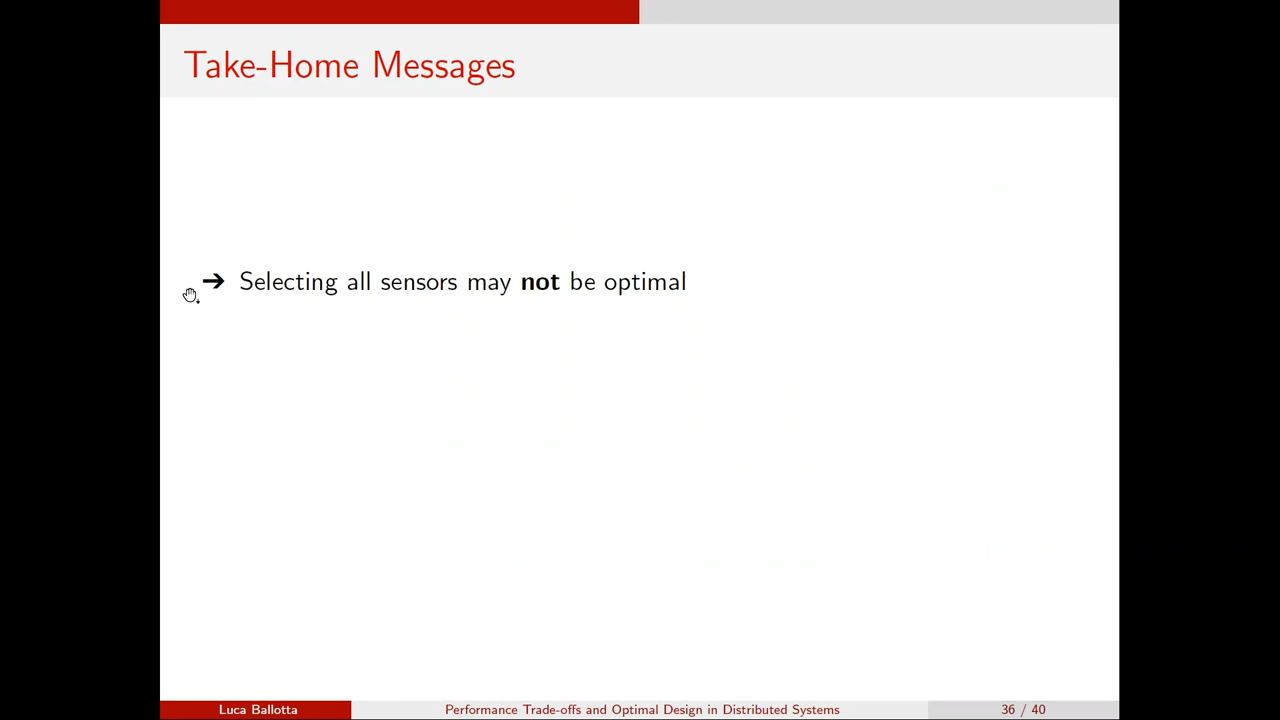 Take-Home Messages
➔ Selecting all sensors may not be optimal
Luca Ballotta
Performance Trade-offs and Optimal Design in Distributed Systems
36 / 40